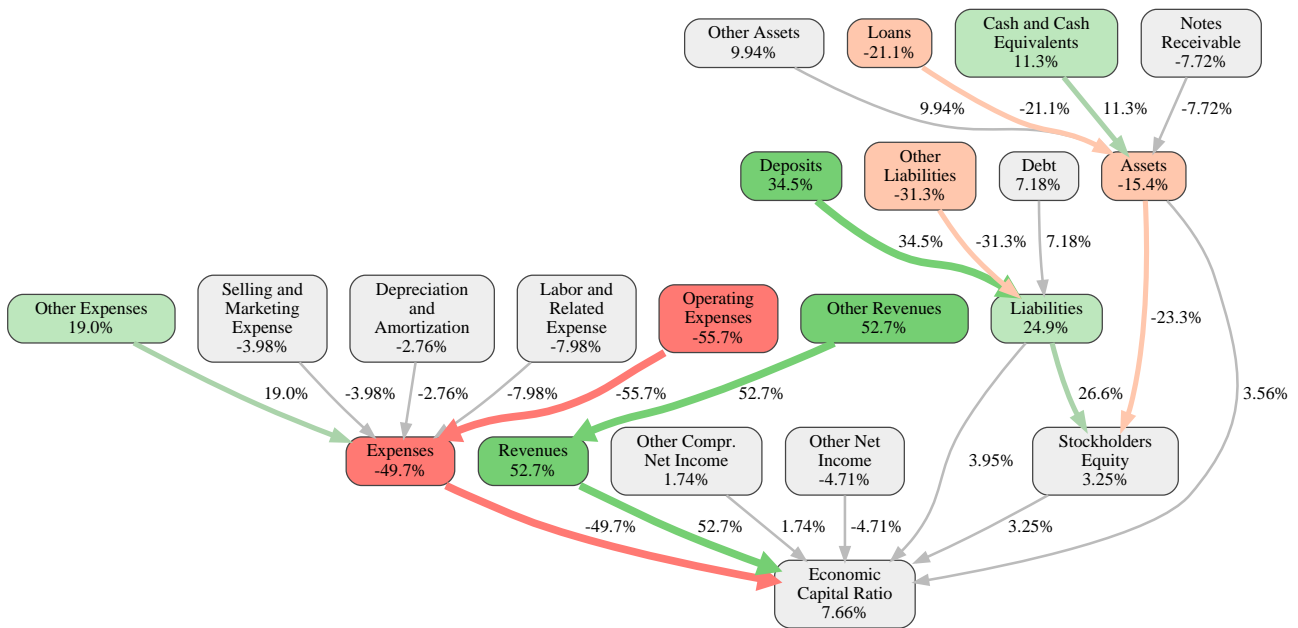 Other Assets
9.94%
Loans
-21.1%
Cash and Cash
Equivalents
11.3%
Notes
Receivable
-7.72%
9.94%
-21.1%
11.3%
-7.72%
Deposits
34.5%
Other
Liabilities
-31.3%
Debt
7.18%
Assets
-15.4%
34.5%
-31.3%
7.18%
Other Expenses
19.0%
Selling and
Marketing
Expense
-3.98%
Depreciation
and
Amortization
-2.76%
Labor and
Related
Expense
-7.98%
Operating
Expenses
-55.7%
Other Revenues
52.7%
Liabilities
24.9%
-23.3%
19.0%
-3.98%
-2.76%
-7.98%
-55.7%
52.7%
26.6%
3.56%
Expenses
-49.7%
Revenues
52.7%
Other Compr.
Net Income
1.74%
Other Net
Income
-4.71%
3.95%
Stockholders
Equity
3.25%
-49.7%
52.7%
1.74%
-4.71%
3.25%
Economic
Capital Ratio
7.66%